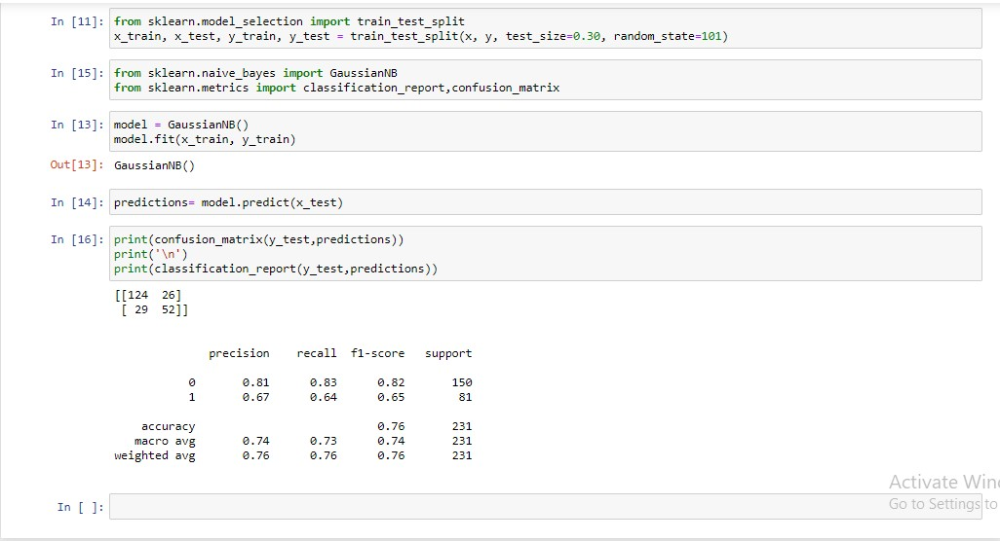 In [11]: from sklearn.model_selection import train_test_split
x_train, x_test, y_train, y_test = train_test_split(x, y, test_size=0.30, random_state=101)
In [15]: from sklearn.naive_bayes import GaussianNB
from sklearn.metrics import classification_report,confusion_matrix
In [13]: model = GaussianNB()
model.fit(x_train, y_train)
Out[13]: GaussianNB()
In [14]: predictions= model.predict(x_test)
In [16]: print(confusion_matrix(y_test,predictions))
print('\n')
print(classification_report(y_test,predictions))
[[124  26]
 [ 29  52]]
precision    recall  f1-score   support
0       0.81      0.83      0.82       150
1       0.67      0.64      0.65        81
accuracy                           0.76       231
macro avg       0.74      0.73      0.74       231
weighted avg       0.76      0.76      0.76       231
In [ ]:
Activate Win
Go to Settings to